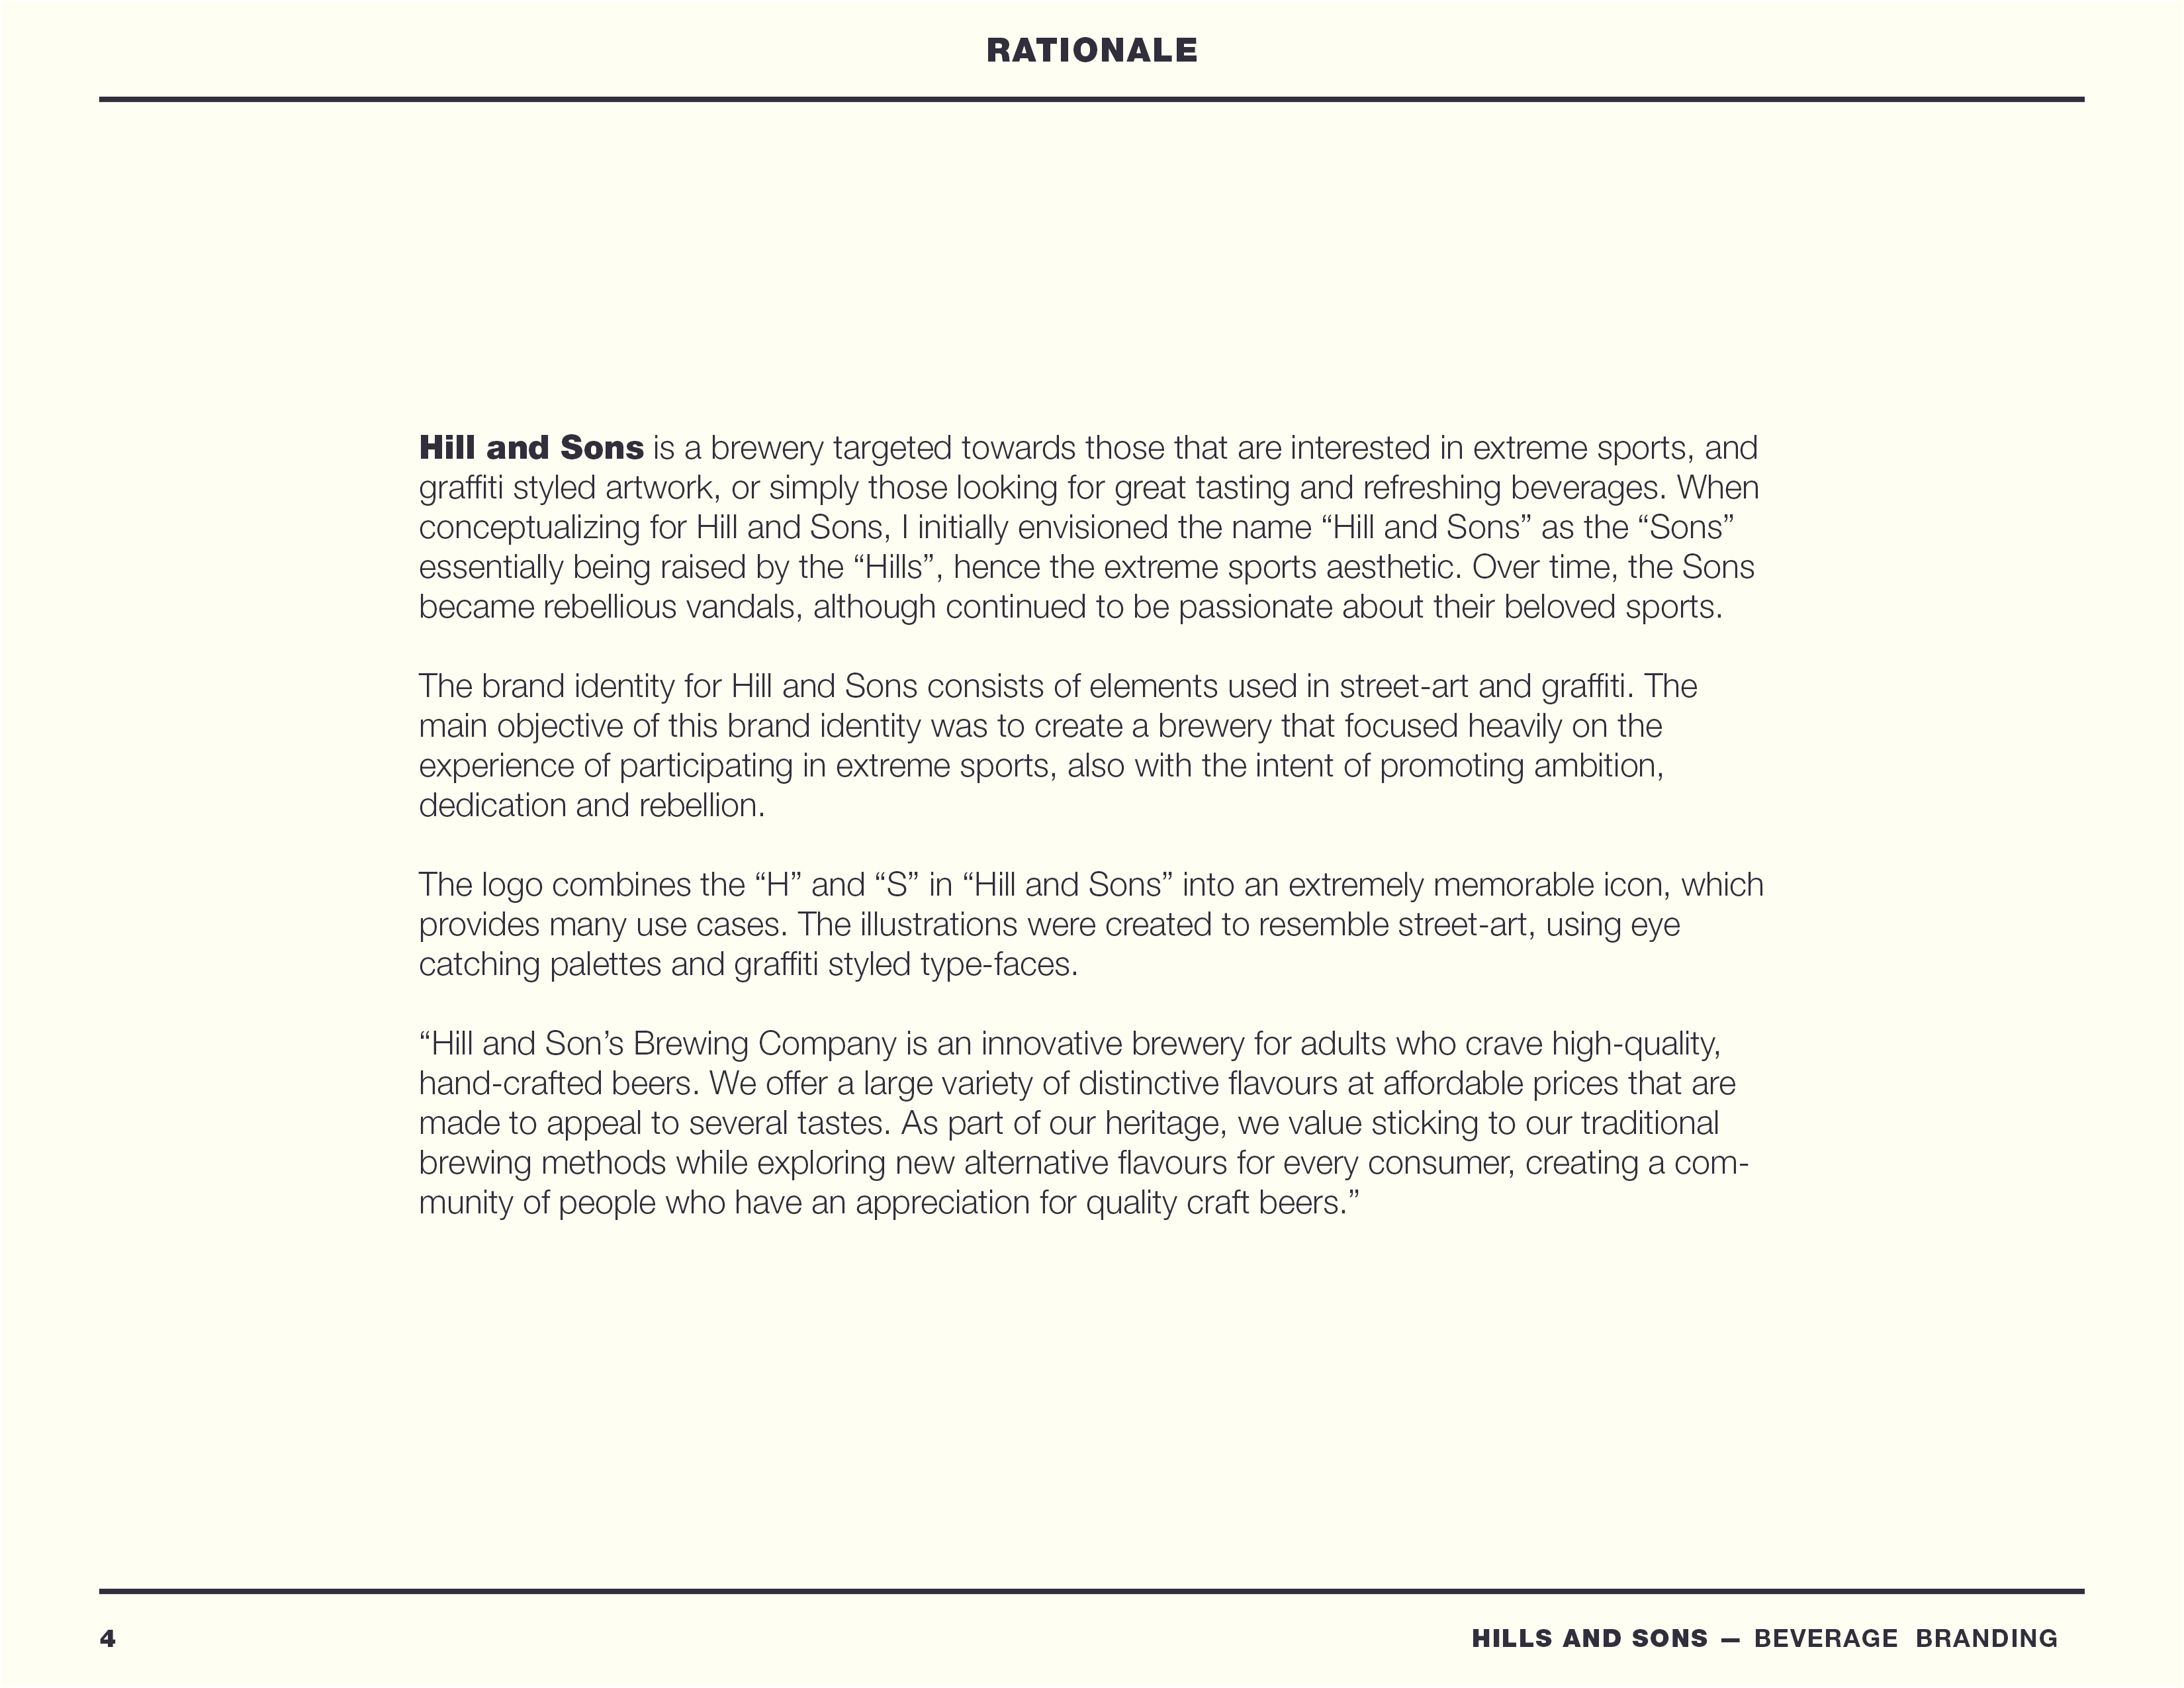 RATIONALE
Hill and Sons is a brewery targeted towards those that are interested in extreme sports, and
graffiti styled artwork, or simply those looking for great tasting and refreshing beverages. When
conceptualizing for Hill and Sons, I initially envisioned the name “Hill and Sons” as the “Sons”
essentially being raised by the “Hills”, hence the extreme sports aesthetic. Over time, the Sons
became rebellious vandals, although continued to be passionate about their beloved sports.
The brand identity for Hill and Sons consists of elements used in street-art and graffiti. The
main objective of this brand identity was to create a brewery that focused heavily on the
experience of participating in extreme sports, also with the intent of promoting ambition,
dedication and rebellion.
The logo combines the “H” and “S” in “Hill and Sons” into an extremely memorable icon, which
provides many use cases. The illustrations were created to resemble street-art, using eye
catching palettes and graffiti styled type-faces.
“Hill and Son’s Brewing Company is an innovative brewery for adults who crave high-quality,
hand-crafted beers. We offer a large variety of distinctive flavours at affordable prices that are
made to appeal to several tastes. As part of our heritage, we value sticking to our traditional
brewing methods while exploring new alternative flavours for every consumer, creating a com-
munity of people who have an appreciation for quality craft beers.”
4
HILLS AND SONS — BEVERAGE BRANDING